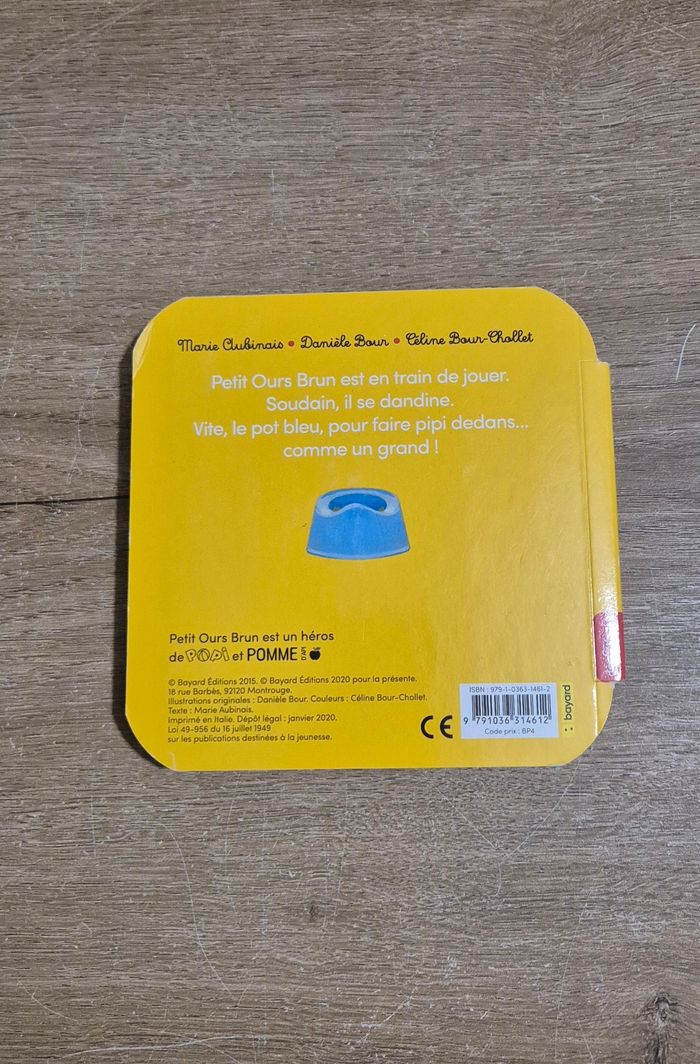 Marie Aubinais • Danièle Bour • Céline Bour-Chollet
Petit Ours Brun est en train de jouer.
Soudain, il se dandine.
Vite, le pot bleu, pour faire pipi dedans...
comme un grand !
Petit Ours Brun est un héros
de POPI et POMME D'API
© Bayard Éditions 2015. © Bayard Éditions 2020 pour la présente.
18 rue Barbès, 92120 Montrouge.
Illustrations originales : Danièle Bour. Couleurs : Céline Bour-Chollet.
Texte : Marie Aubinais.
Imprimé en Italie. Dépôt légal : janvier 2020.
Loi 49-956 du 16 juillet 1949
sur les publications destinées à la jeunesse.
CE
ISBN : 979-1-0363-1461-2
9 791036 314612
Code prix : BP4
bayard